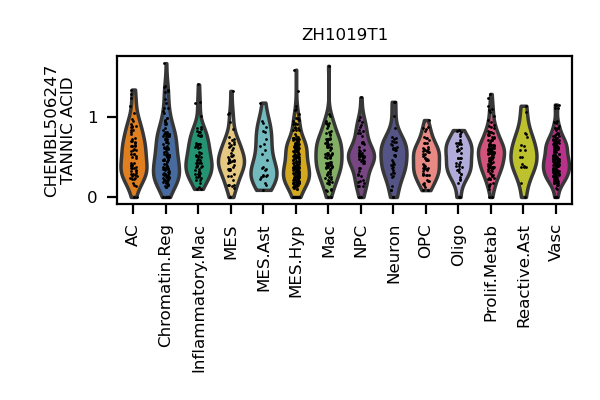 ZH1019T1
CHEMBL506247
TANNIC ACID
1
0
AC
Chromatin.Reg
Inflammatory.Mac
MES
MES.Ast
MES.Hyp
Mac
NPC
Neuron
OPC
Oligo
Prolif.Metab
Reactive.Ast
Vasc